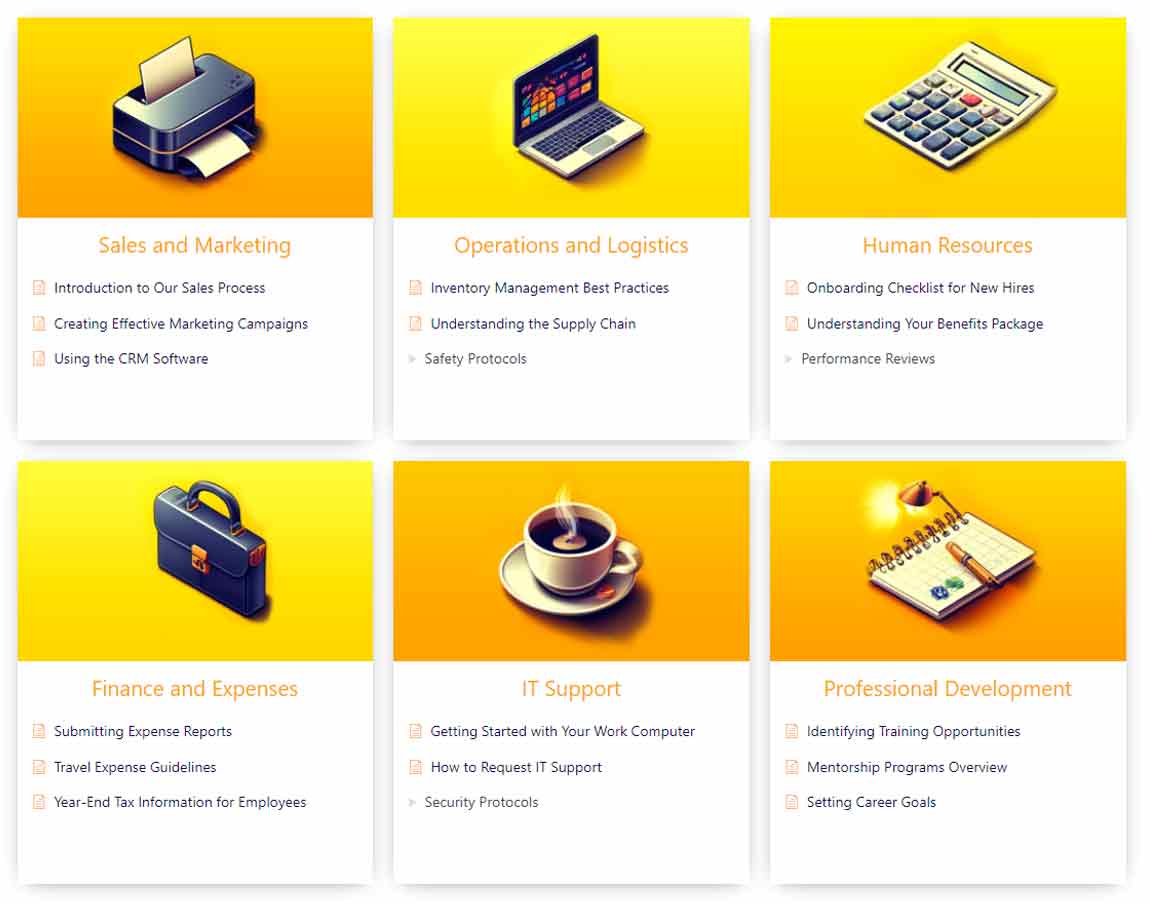 Sales and Marketing
Introduction to Our Sales Process
Creating Effective Marketing Campaigns
Using the CRM Software
Operations and Logistics
Inventory Management Best Practices
Understanding the Supply Chain
Safety Protocols
Human Resources
Onboarding Checklist for New Hires
Understanding Your Benefits Package
Performance Reviews
Finance and Expenses
Submitting Expense Reports
Travel Expense Guidelines
Year-End Tax Information for Employees
IT Support
Getting Started with Your Work Computer
How to Request IT Support
Security Protocols
Professional Development
Identifying Training Opportunities
Mentorship Programs Overview
Setting Career Goals